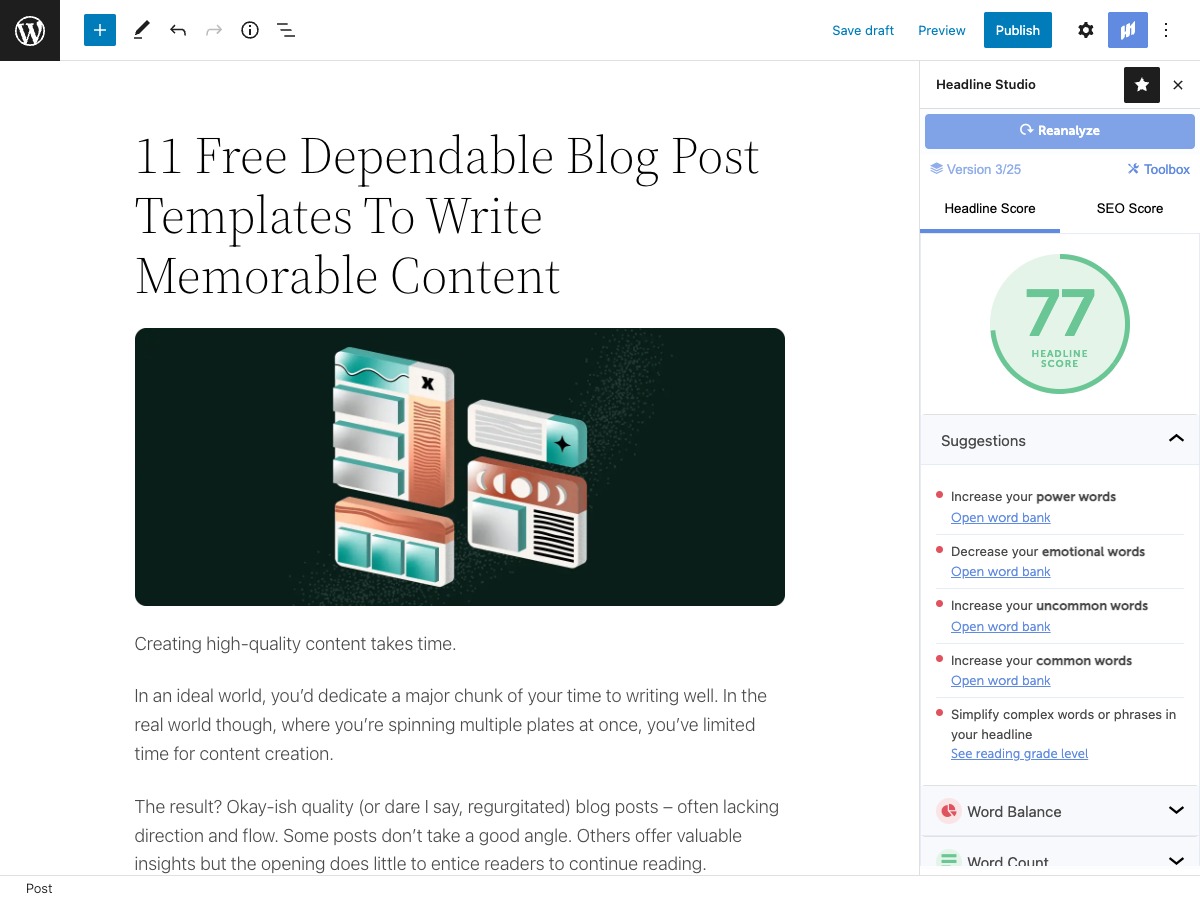 Save draft Preview Publish
Headline Studio
Reanalyze
Version 3/25 Toolbox
Headline Score SEO Score
11 Free Dependable Blog Post
Templates To Write
Memorable Content
X
Creating high-quality content takes time.
In an ideal world, you’d dedicate a major chunk of your time to writing well. In the
real world though, where you’re spinning multiple plates at once, you’ve limited
time for content creation.
The result? Okay-ish quality (or dare I say, regurgitated) blog posts – often lacking
direction and flow. Some posts don’t take a good angle. Others offer valuable
insights but the opening does little to entice readers to continue reading.
77
HEADLINE
SCORE
Suggestions
Increase your power words
Open word bank
Decrease your emotional words
Open word bank
Increase your uncommon words
Open word bank
Increase your common words
Open word bank
Simplify complex words or phrases in
your headline
See reading grade level
Word Balance
Word Count
Post